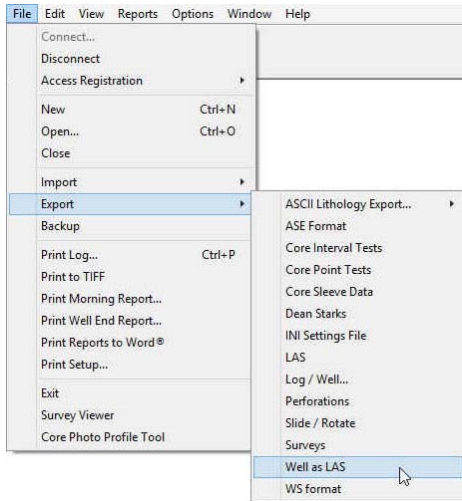 File Edit View Reports Options Window Help
Connect...
Disconnect
Access Registration
New Ctrl+N
Open... Ctrl+O
Close
Import
Export
Backup
Print Log... Ctrl+P
Print to TIFF
Print Morning Report...
Print Well End Report...
Print Reports to Word®
Print Setup...
Exit
Survey Viewer
Core Photo Profile Tool
ASCII Lithology Export...
ASE Format
Core Interval Tests
Core Point Tests
Core Sleeve Data
Dean Starks
INI Settings File
LAS
Log / Well...
Perforations
Slide / Rotate
Surveys
Well as LAS
WS format